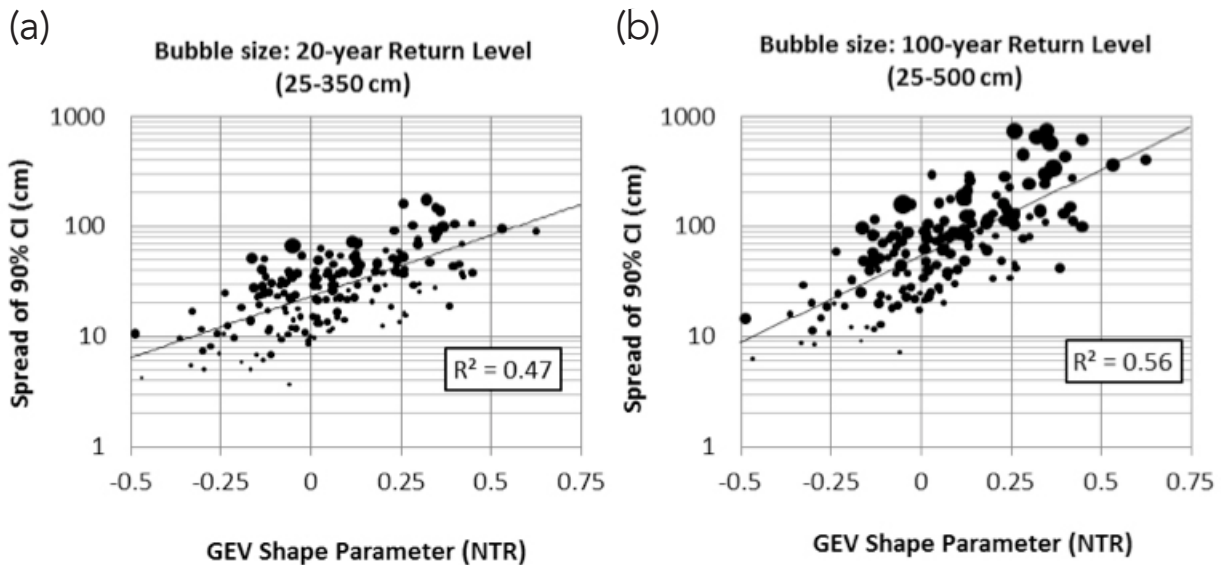 (a)
Bubble size: 20-year Return Level
(25-350 cm)
Spread of 90% CI (cm)
1000
100
10
1
R² = 0.47
-0.5 -0.25 0 0.25 0.5 0.75
GEV Shape Parameter (NTR)
(b)
Bubble size: 100-year Return Level
(25-500 cm)
Spread of 90% CI (cm)
1000
100
10
1
R² = 0.56
-0.5 -0.25 0 0.25 0.5 0.75
GEV Shape Parameter (NTR)